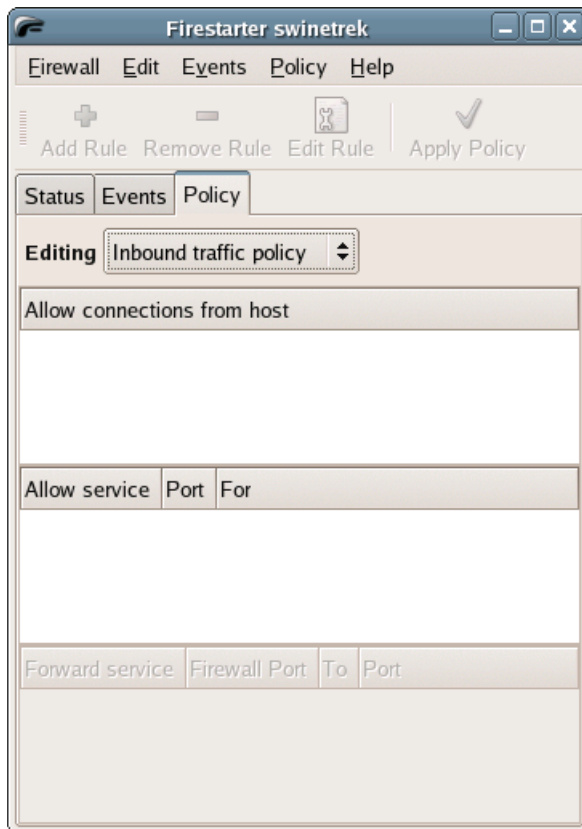 Firestarter swinetrek
Firewall Edit Events Policy Help
Add Rule Remove Rule Edit Rule Apply Policy
Status Events Policy
Editing Inbound traffic policy
Allow connections from host
Allow service Port For
Forward service Firewall Port To Port